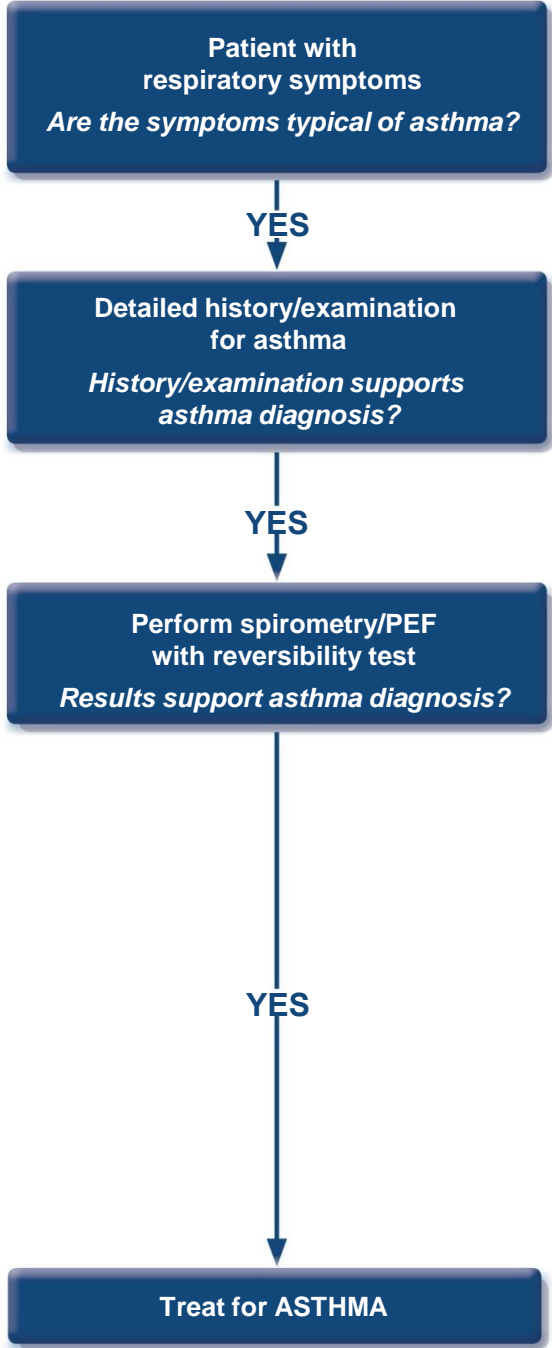 Patient with
respiratory symptoms
Are the symptoms typical of asthma?
YES
Detailed history/examination
for asthma
History/examination supports
asthma diagnosis?
YES
Perform spirometry/PEF
with reversibility test
Results support asthma diagnosis?
YES
Treat for ASTHMA